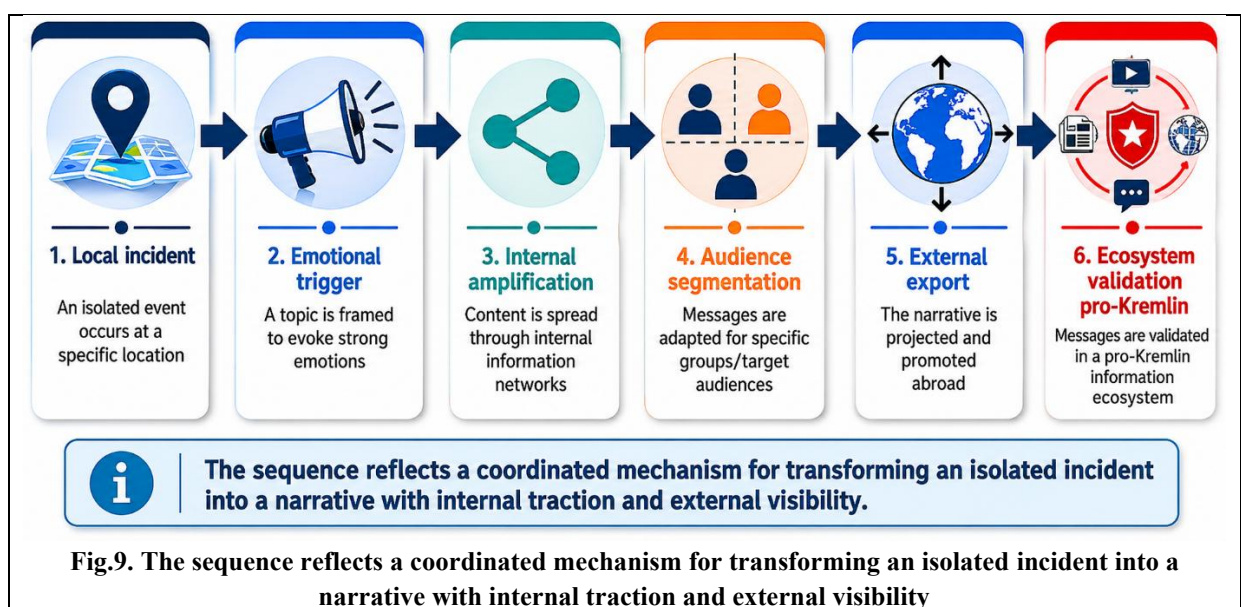 1. Local incident
An isolated event
occurs at a
specific location
2. Emotional
trigger
A topic is framed
to evoke strong
emotions
3. Internal
amplification
Content is spread
through internal
information
networks
4. Audience
segmentation
Messages are
adapted for specific
groups/target
audiences
5. External
export
The narrative is
projected and
promoted
abroad
6. Ecosystem
validation
pro-Kremlin
Messages are validated
in a pro-Kremlin
information
ecosystem
i
The sequence reflects a coordinated mechanism for transforming an isolated incident
into a narrative with internal traction and external visibility.
Fig.9. The sequence reflects a coordinated mechanism for transforming an isolated incident into a
narrative with internal traction and external visibility